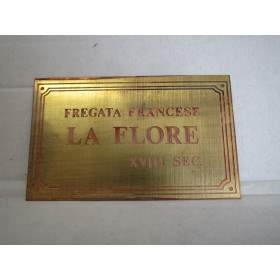 FREGATA FRANCESE
LA FLORE
XVIII SEC.